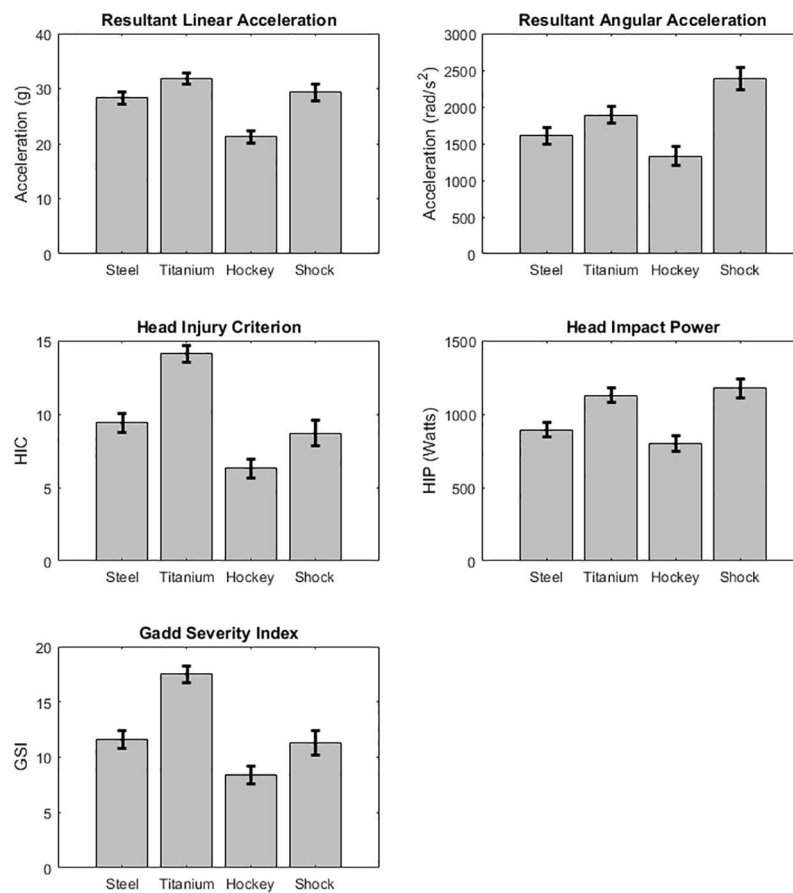 Resultant Linear Acceleration
Acceleration (g)
40
30
20
10
0
Steel Titanium Hockey Shock
Resultant Angular Acceleration
Acceleration (rad/s²)
3000
2500
2000
1500
1000
500
0
Steel Titanium Hockey Shock
Head Injury Criterion
HIC
15
10
5
0
Steel Titanium Hockey Shock
Head Impact Power
HIP (Watts)
1500
1000
500
0
Steel Titanium Hockey Shock
Gadd Severity Index
GSI
20
15
10
5
0
Steel Titanium Hockey Shock